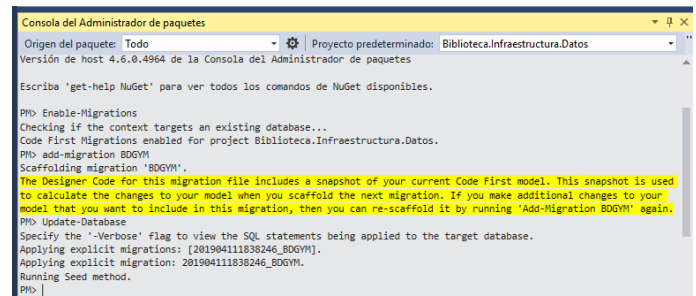 Consola del Administrador de paquetes
Origen del paquete: Todo Proyecto predeterminado: Biblioteca.Infraestructura.Datos
Versión de host 4.6.0.4964 de la Consola del Administrador de paquetes
Escriba 'get-help NuGet' para ver todos los comandos de NuGet disponibles.
PM> Enable-Migrations
Checking if the context targets an existing database...
Code First Migrations enabled for project Biblioteca.Infraestructura.Datos.
PM> add-migration BDGYM
Scaffolding migration 'BDGYM'.
The Designer Code for this migration file includes a snapshot of your current Code First model. This snapshot is used
to calculate the changes to your model when you scaffold the next migration. If you make additional changes to your
model that you want to include in this migration, then you can re-scaffold it by running 'Add-Migration BDGYM' again.
PM> Update-Database
Specify the '-Verbose' flag to view the SQL statements being applied to the target database.
Applying explicit migrations: [201904111838246_BDGYM].
Applying explicit migration: 201904111838246_BDGYM.
Running Seed method.
PM>